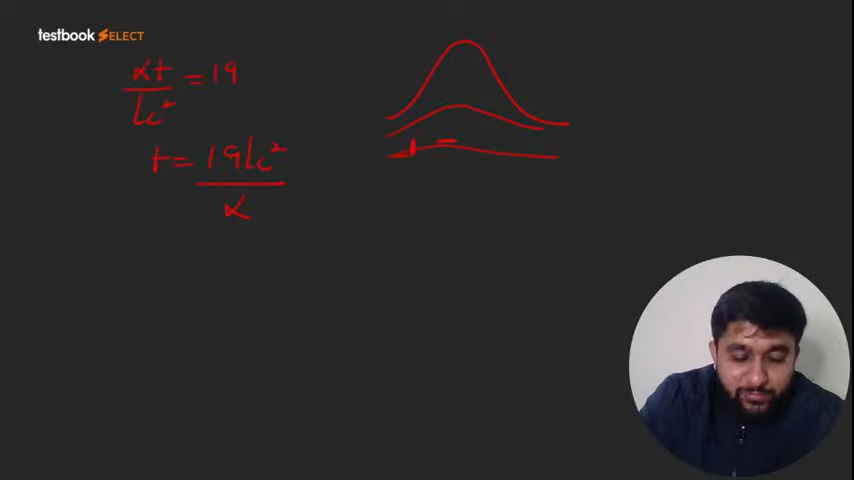 testbook SELECT
αt/Lc² = 19
t = 19Lc²/α